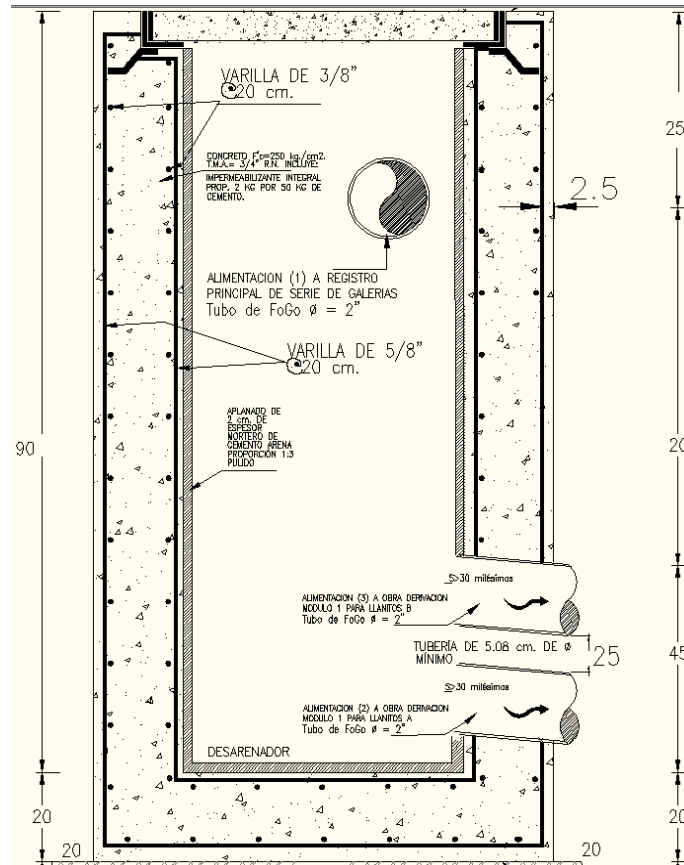 VARILLA DE 3/8"
@20 cm.
CONCRETO F'c=250 kg./cm2.
T.M.A.= 3/4" R.N. INCLUYE:
IMPERMEABILIZANTE INTEGRAL
PROP. 2 KG POR 50 KG DE
CEMENTO.
25
2.5
ALIMENTACION (1) A REGISTRO
PRINCIPAL DE SERIE DE GALERIAS
Tubo de FoGo Ø = 2"
VARILLA DE 5/8"
@20 cm.
APLANADO DE
2 cm. DE
ESPESOR
MORTERO DE
CEMENTO ARENA
PROPORCIÓN 1:3
PULIDO
90
20
S>30 milésimas
ALIMENTACION (3) A OBRA DERIVACION
MODULO 1 PARA LLANITOS B
Tubo de FoGo Ø = 2"
TUBERÍA DE 5.08 cm. DE Ø
MÍNIMO
25
45
S>30 milésimas
ALIMENTACION (2) A OBRA DERIVACION
MODULO 1 PARA LLANITOS A
Tubo de FoGo Ø = 2"
DESARENADOR
20
20
20
20